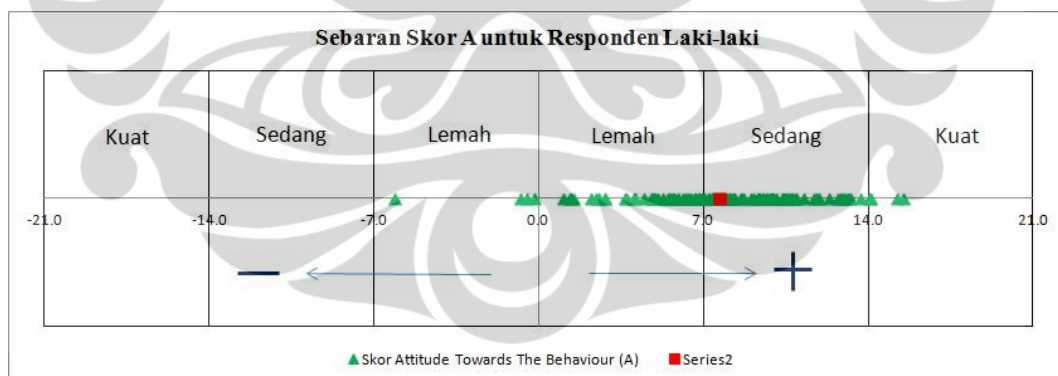 Sebaran Skor A untuk Responden Laki-laki
Kuat Sedang Lemah Lemah Sedang Kuat
-21.0 -14.0 -7.0 0.0 7.0 14.0 21.0
Skor Attitude Towards The Behaviour (A) Series2